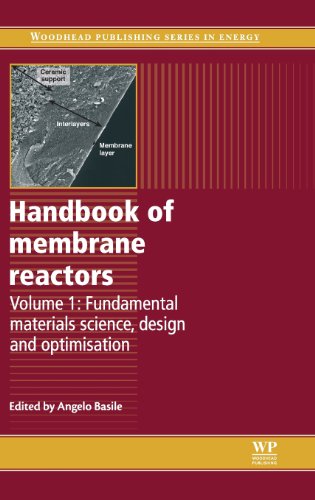 WOODHEAD PUBLISHING SERIES IN ENERGY
Ceramic
support
Interlayers
Membrane
layer
Handbook of
membrane
reactors
Volume 1: Fundamental
materials science, design
and optimisation
Edited by Angelo Basile
WP
WOODHEAD
PUBLISHING